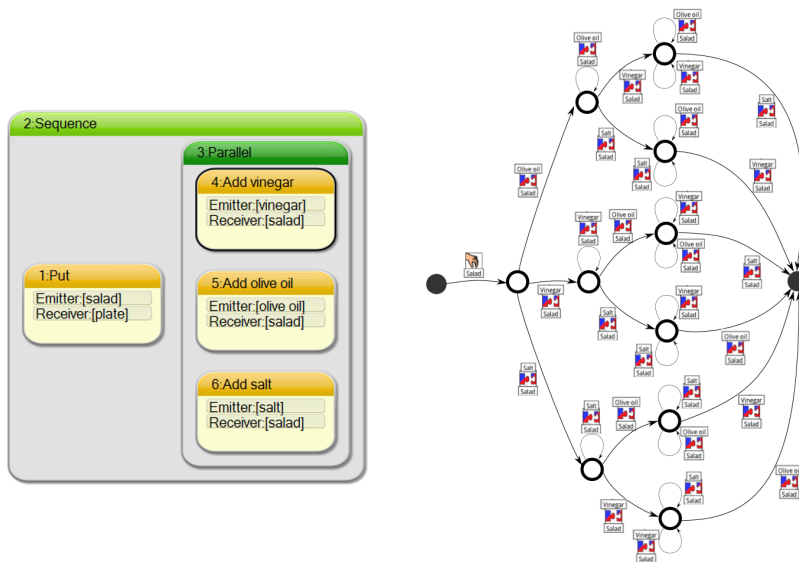 2:Sequence
3:Parallel
4:Add vinegar
Emitter:[vinegar]
Receiver:[salad]
1:Put
Emitter:[salad]
Receiver:[plate]
5:Add olive oil
Emitter:[olive oil]
Receiver:[salad]
6:Add salt
Emitter:[salt]
Receiver:[salad]
Salad
Olive oil
Salad
Vinegar
Salad
Salt
Salad
Olive oil
Salad
Vinegar
Salad
Salt
Salad
Olive oil
Salad
Vinegar
Salad
Salt
Salad
Olive oil
Salad
Salt
Salad
Vinegar
Salad
Vinegar
Salad
Olive oil
Salad
Salt
Salad
Vinegar
Salad
Olive oil
Salad
Salt
Salad
Vinegar
Salad
Salt
Salad
Olive oil
Salad
Salt
Salad
Olive oil
Salad
Vinegar
Salad
Salt
Salad
Olive oil
Salad
Vinegar
Salad
Salt
Salad
Vinegar
Salad
Olive oil
Salad